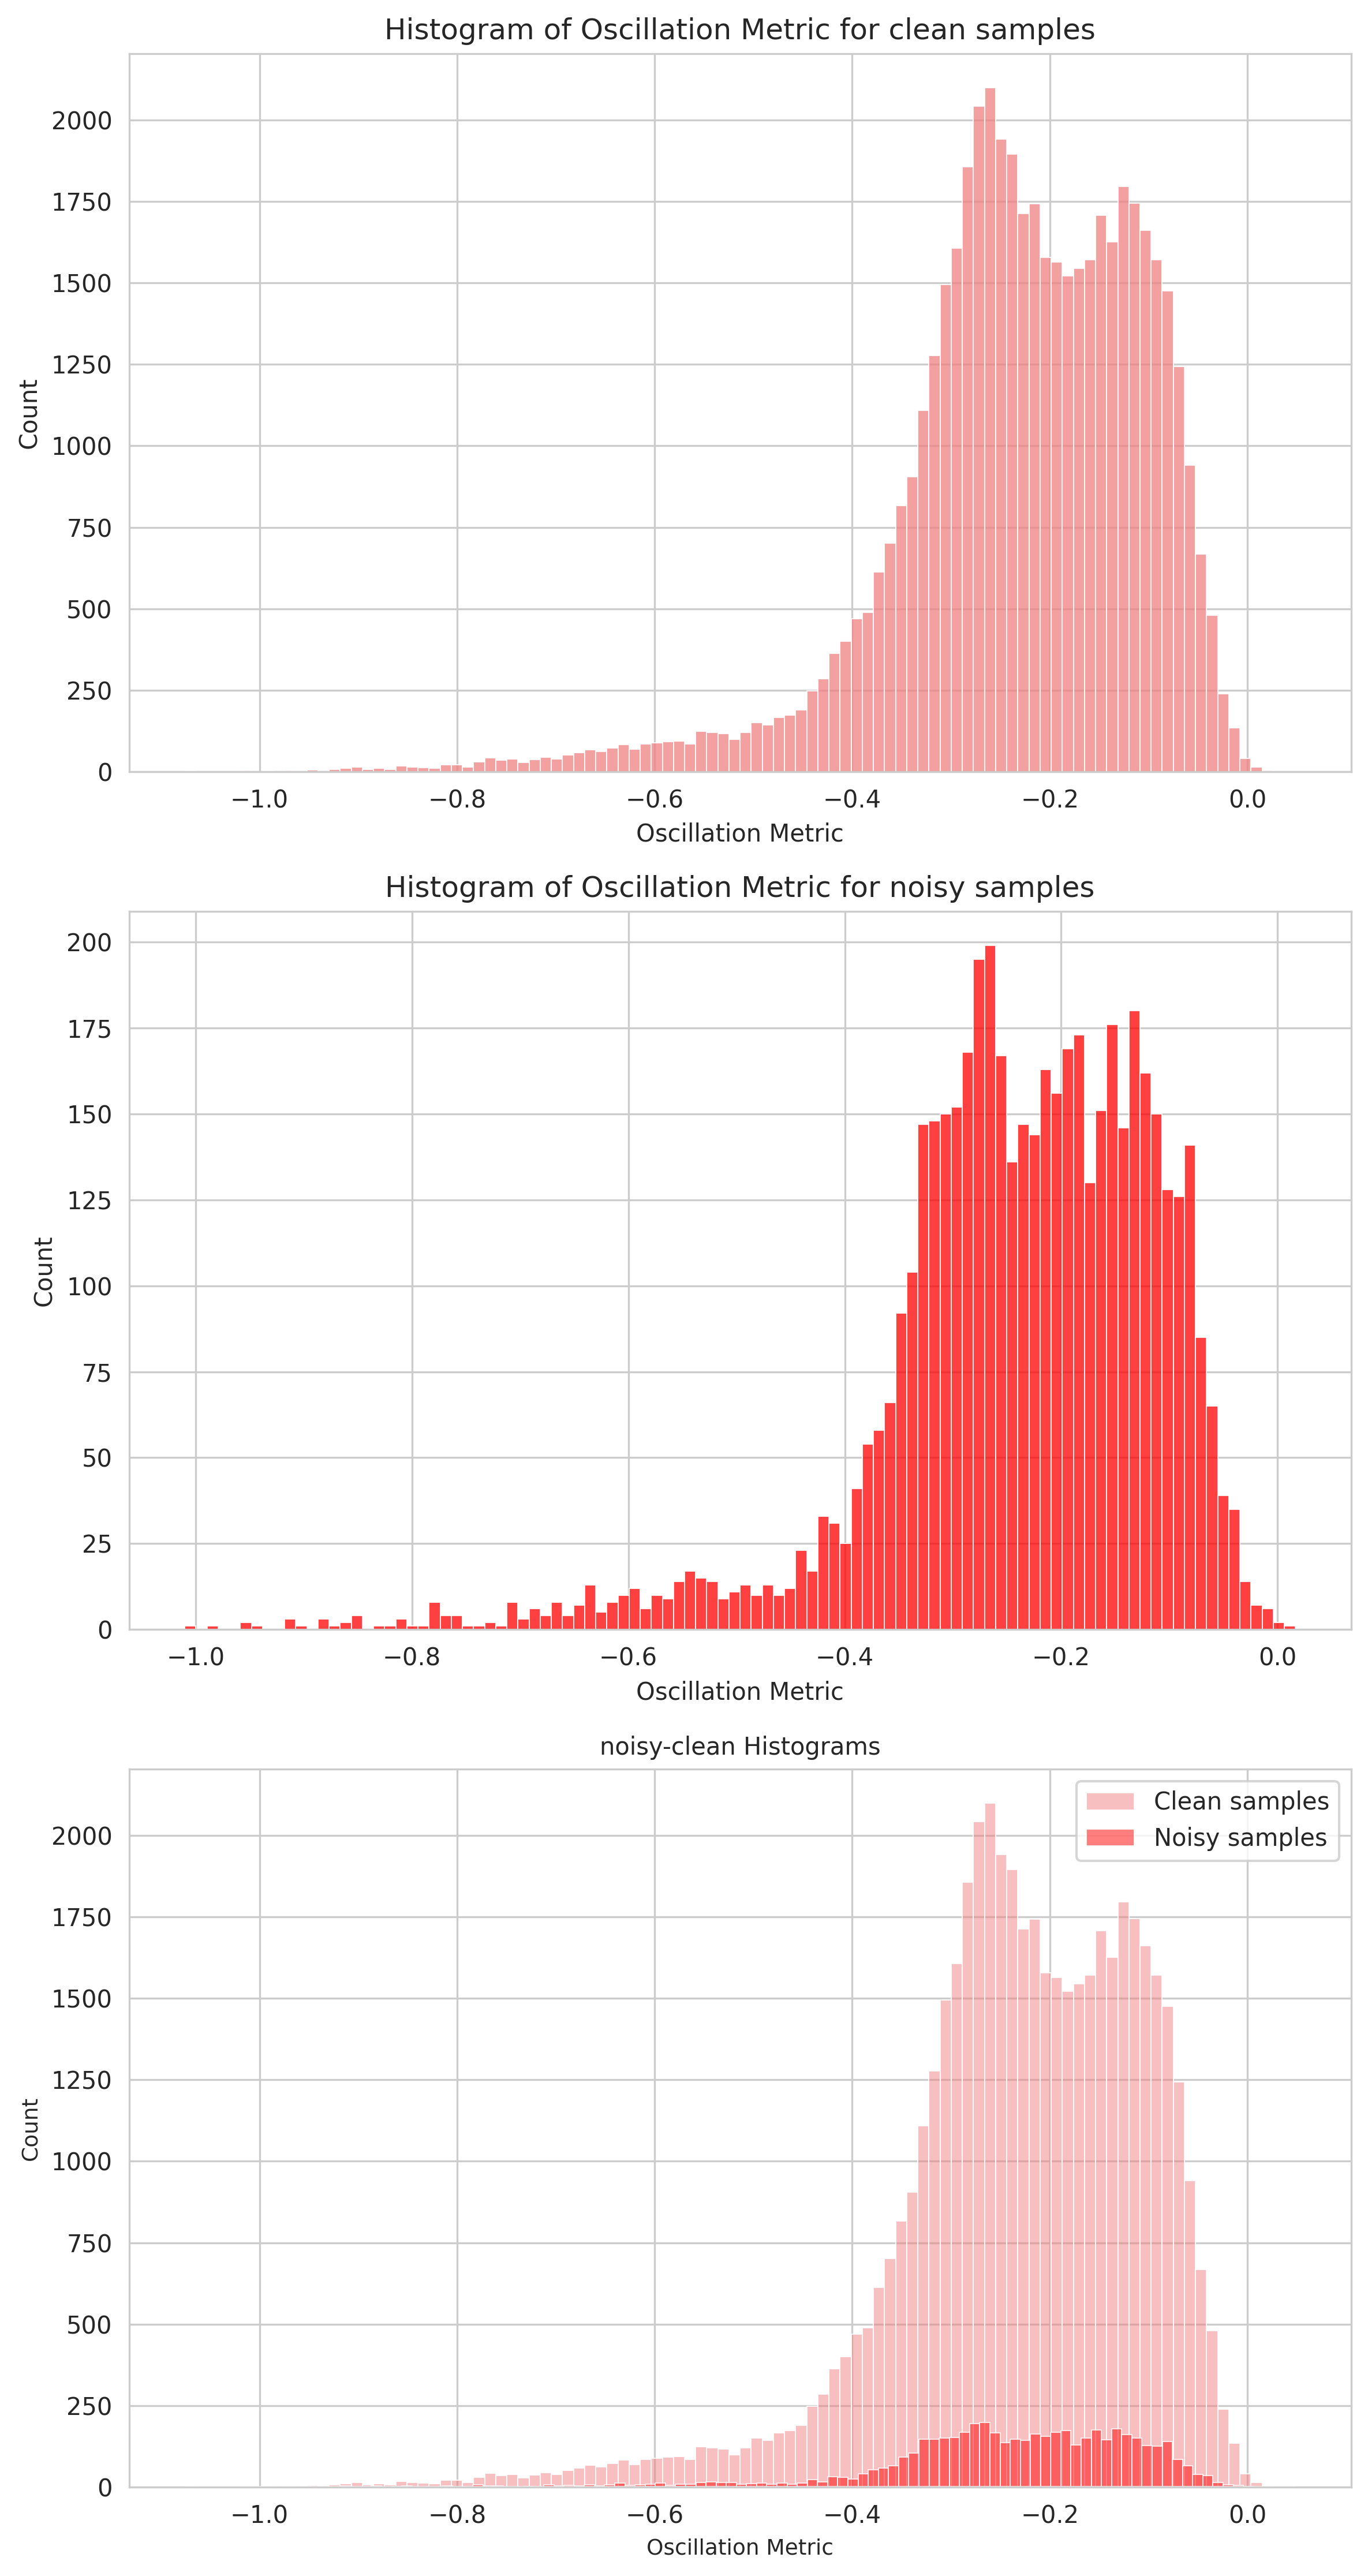 Histogram of Oscillation Metric for clean samples
2000
1750
1500
1250
1000
750
500
250
0
Count
−1.0 −0.8 −0.6 −0.4 −0.2 0.0
Oscillation Metric
Histogram of Oscillation Metric for noisy samples
200
175
150
125
100
75
50
25
0
Count
−1.0 −0.8 −0.6 −0.4 −0.2 0.0
Oscillation Metric
noisy-clean Histograms
Clean samples
Noisy samples
2000
1750
1500
1250
1000
750
500
250
0
Count
−1.0 −0.8 −0.6 −0.4 −0.2 0.0
Oscillation Metric